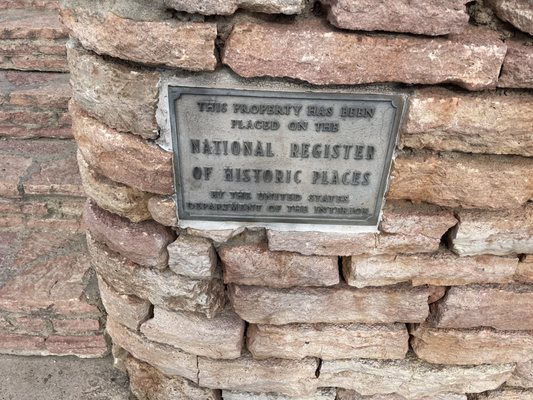 THIS PROPERTY HAS BEEN
PLACED ON THE
NATIONAL REGISTER
OF HISTORIC PLACES
BY THE UNITED STATES
DEPARTMENT OF THE INTERIOR